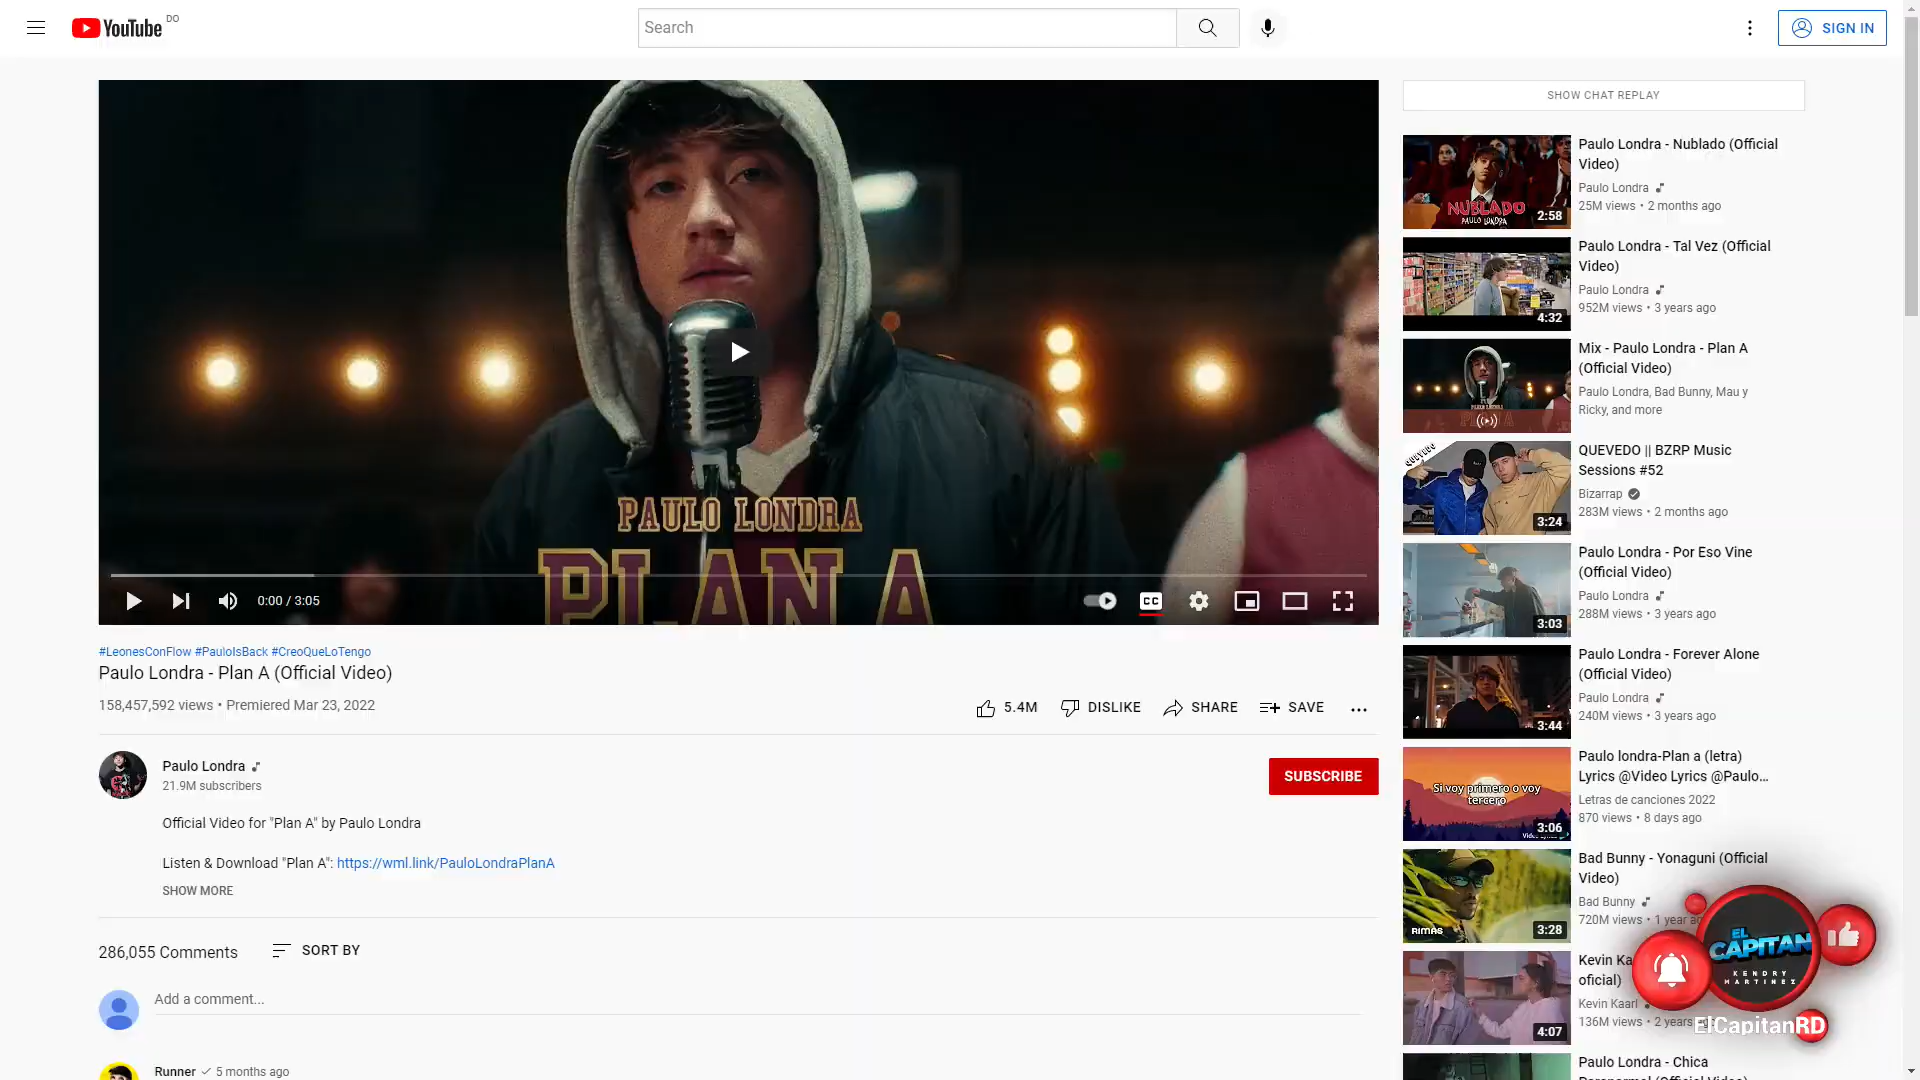 YouTube DO
Search
SIGN IN
PAULO LONDRA
PLAN A
0:00 / 3:05
CC
#LeonesConFlow #PauloIsBack #CreoQueLoTengo
Paulo Londra - Plan A (Official Video)
158,457,592 views • Premiered Mar 23, 2022
5.4M
DISLIKE
SHARE
SAVE
Paulo Londra
21.9M subscribers
SUBSCRIBE
Official Video for "Plan A" by Paulo Londra
Listen & Download "Plan A": https://wml.link/PauloLondraPlanA
SHOW MORE
286,055 Comments
SORT BY
Add a comment...
Runner
5 months ago
SHOW CHAT REPLAY
NUBLADO
PAULO LONDRA
2:58
Paulo Londra - Nublado (Official
Video)
Paulo Londra
25M views • 2 months ago
4:32
Paulo Londra - Tal Vez (Official
Video)
Paulo Londra
952M views • 3 years ago
Mix - Paulo Londra - Plan A
(Official Video)
Paulo Londra, Bad Bunny, Mau y
Ricky, and more
QUEVEDO
3:24
QUEVEDO || BZRP Music
Sessions #52
Bizarrap
283M views • 2 months ago
3:03
Paulo Londra - Por Eso Vine
(Official Video)
Paulo Londra
288M views • 3 years ago
3:44
Paulo Londra - Forever Alone
(Official Video)
Paulo Londra
240M views • 3 years ago
Si voy primero o voy
tercero
3:06
Paulo londra-Plan a (letra)
Lyrics @Video Lyrics @Paulo...
Letras de canciones 2022
870 views • 8 days ago
RIMAS
3:28
Bad Bunny - Yonaguni (Official
Video)
Bad Bunny
720M views • 1 year
4:07
Kevin
oficial)
Kevin Kaarl
136M views • 2 years
EL
CAPITAN
KENDRY
MARTINEZ
ElCapitanRD
Paulo Londra - Chica